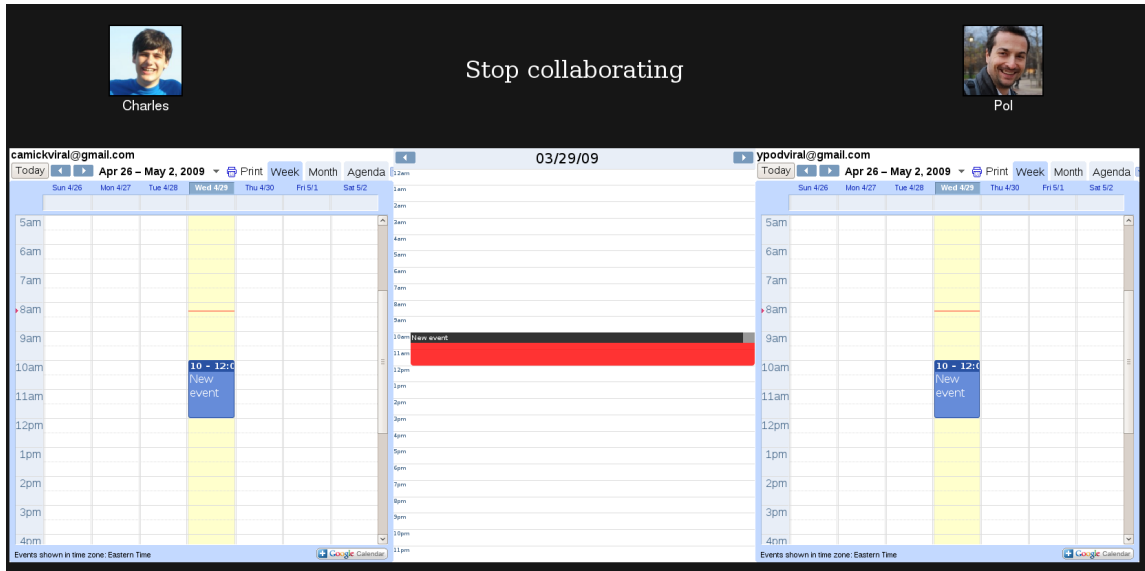 Stop collaborating
Charles
Pol
camickviral@gmail.com
Today Apr 26 – May 2, 2009 Print Week Month Agenda
Sun 4/26 Mon 4/27 Tue 4/28 Wed 4/29 Thu 4/30 Fri 5/1 Sat 5/2
5am
6am
7am
8am
9am
10am
11am
12pm
1pm
2pm
3pm
4pm
10 – 12:0
New
event
Events shown in time zone: Eastern Time
Google Calendar
03/29/09
12am
1am
2am
3am
4am
5am
6am
7am
8am
9am
10am New event
11am
12pm
1pm
2pm
3pm
4pm
5pm
6pm
7pm
8pm
9pm
10pm
11pm
ypodviral@gmail.com
Today Apr 26 – May 2, 2009 Print Week Month Agenda
Sun 4/26 Mon 4/27 Tue 4/28 Wed 4/29 Thu 4/30 Fri 5/1 Sat 5/2
5am
6am
7am
8am
9am
10am
11am
12pm
1pm
2pm
3pm
4pm
10 – 12:0
New
event
Events shown in time zone: Eastern Time
Google Calendar